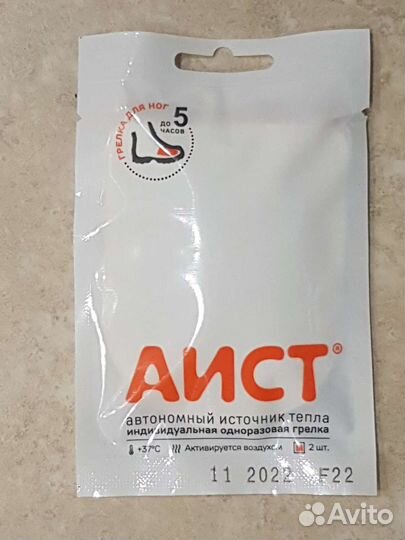 ГРЕЛКА ДЛЯ НОГ
ДО 5
ЧАСОВ
АИСТ®
автономный источник тепла
индивидуальная одноразовая грелка
+37°C Активируется воздухом 2 шт.
11 2022 F22
Avito